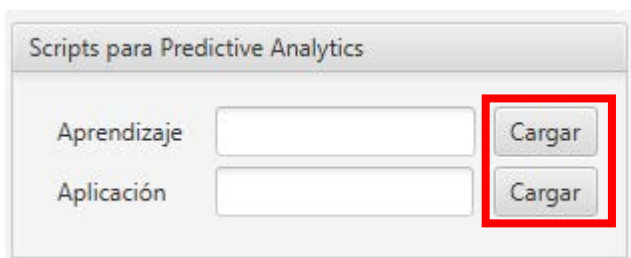 Scripts para Predictive Analytics
Aprendizaje Cargar
Aplicación Cargar